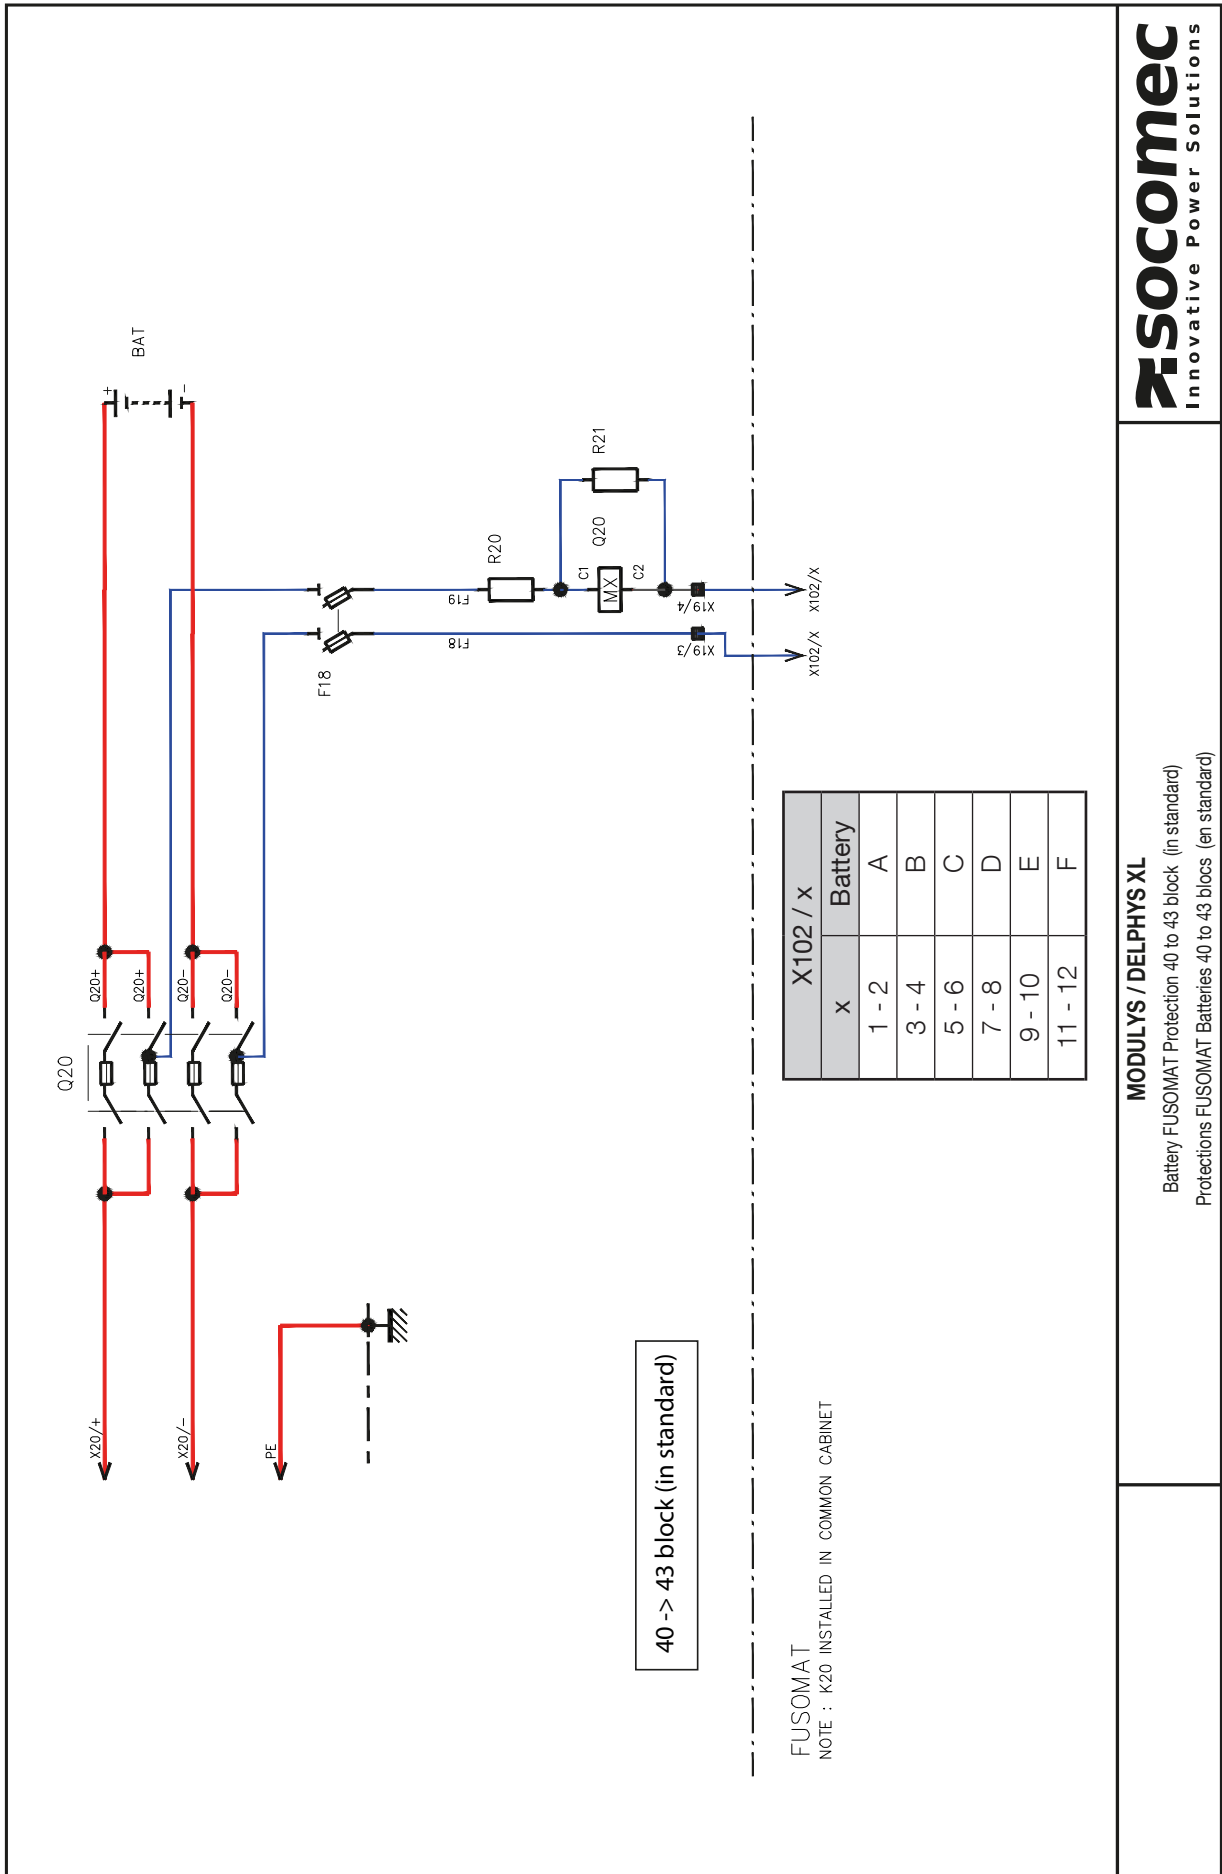 X20/+
X20/-
PE
Q20
Q20+
Q20+
Q20-
Q20-
+
BAT
-
F18
F18
F19
R20
C1
Q20
R21
MX
C2
X19/3
X19/4
X102/X
X102/X
40 -> 43 block (in standard)
FUSOMAT
NOTE : K20 INSTALLED IN COMMON CABINET
X102 / x
x Battery
1 - 2 A
3 - 4 B
5 - 6 C
7 - 8 D
9 - 10 E
11 - 12 F
MODULYS / DELPHYS XL
Battery FUSOMAT Protection 40 to 43 block (in standard)
Protections FUSOMAT Batteries 40 to 43 blocs (en standard)
socomec
Innovative Power Solutions